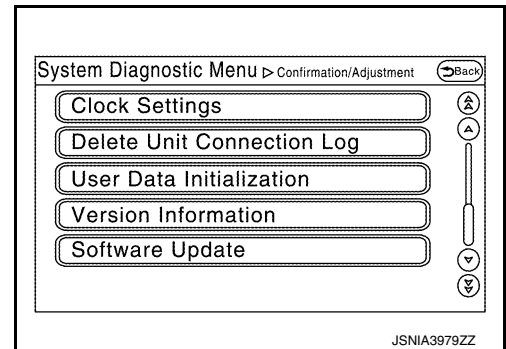 System Diagnostic Menu ▷ Confirmation/Adjustment Back
Clock Settings
Delete Unit Connection Log
User Data Initialization
Version Information
Software Update
JSNIA3979ZZ